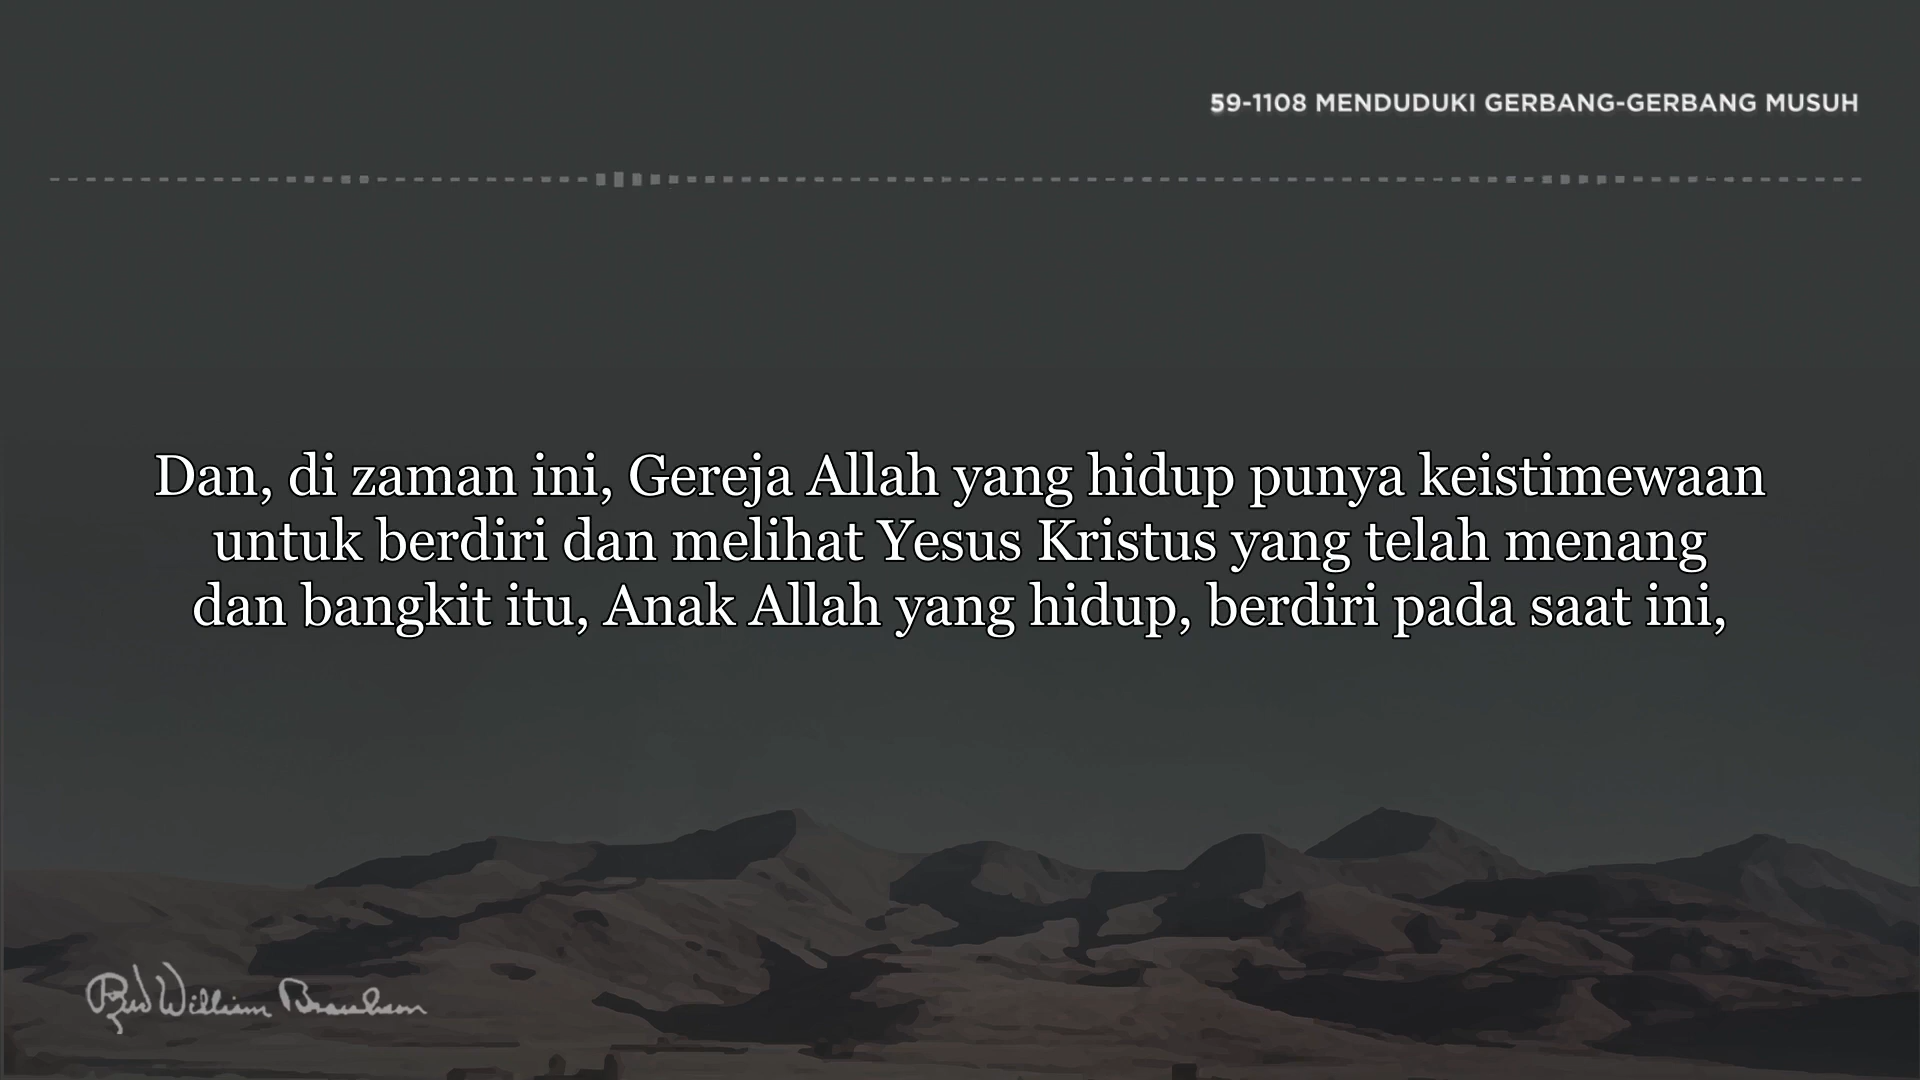 59-1108 MENDUDUKI GERBANG-GERBANG MUSUH
Dan, di zaman ini, Gereja Allah yang hidup punya keistimewaan
untuk berdiri dan melihat Yesus Kristus yang telah menang
dan bangkit itu, Anak Allah yang hidup, berdiri pada saat ini,
Rev William Branham